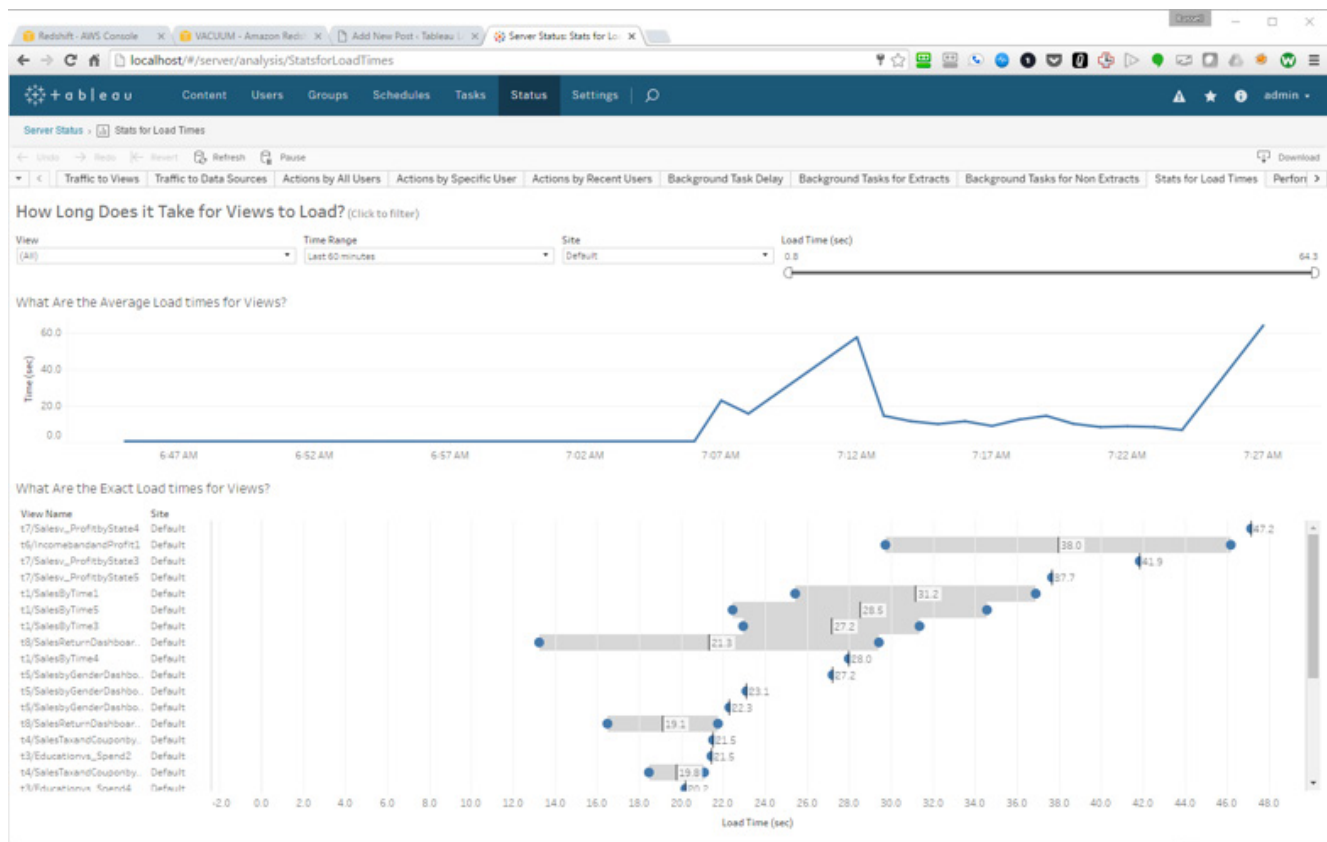 Redshift - AWS Console
VACUUM - Amazon Reds
Add New Post ‹ Tableau L
Server Status: Stats for Lo
localhost/#/server/analysis/StatsforLoadTimes
+ableau
Content Users Groups Schedules Tasks Status Settings
admin
Server Status › Stats for Load Times
Undo Redo Revert Refresh Pause
Download
Traffic to Views Traffic to Data Sources Actions by All Users Actions by Specific User Actions by Recent Users Background Task Delay Background Tasks for Extracts Background Tasks for Non Extracts Stats for Load Times Perforr
How Long Does it Take for Views to Load? (Click to filter)
View Time Range Site Load Time (sec)
(All) Last 60 minutes Default 0.8 64.3
What Are the Average Load times for Views?
Time (sec)
60.0
40.0
20.0
0.0
6:47 AM 6:52 AM 6:57 AM 7:02 AM 7:07 AM 7:12 AM 7:17 AM 7:22 AM 7:27 AM
What Are the Exact Load times for Views?
View Name Site
t7/Salesv_ProfitbyState4 Default 47.2
t6/IncomebandandProfit1 Default 38.0
t7/Salesv_ProfitbyState3 Default 41.9
t7/Salesv_ProfitbyState5 Default 37.7
t1/SalesByTime1 Default 31.2
t1/SalesByTime5 Default 28.5
t1/SalesByTime3 Default 27.2
t8/SalesReturnDashboar.. Default 21.3
t1/SalesByTime4 Default 28.0
t5/SalesbyGenderDashbo.. Default 27.2
t5/SalesbyGenderDashbo.. Default 23.1
t5/SalesbyGenderDashbo.. Default 22.3
t8/SalesReturnDashboar.. Default 19.1
t4/SalesTaxandCouponby.. Default 21.5
t3/Educationvs_Spend2 Default 21.5
t4/SalesTaxandCouponby.. Default 19.8
t3/Educationvs_Spend4 Default 20.2
-2.0 0.0 2.0 4.0 6.0 8.0 10.0 12.0 14.0 16.0 18.0 20.0 22.0 24.0 26.0 28.0 30.0 32.0 34.0 36.0 38.0 40.0 42.0 44.0 46.0 48.0
Load Time (sec)